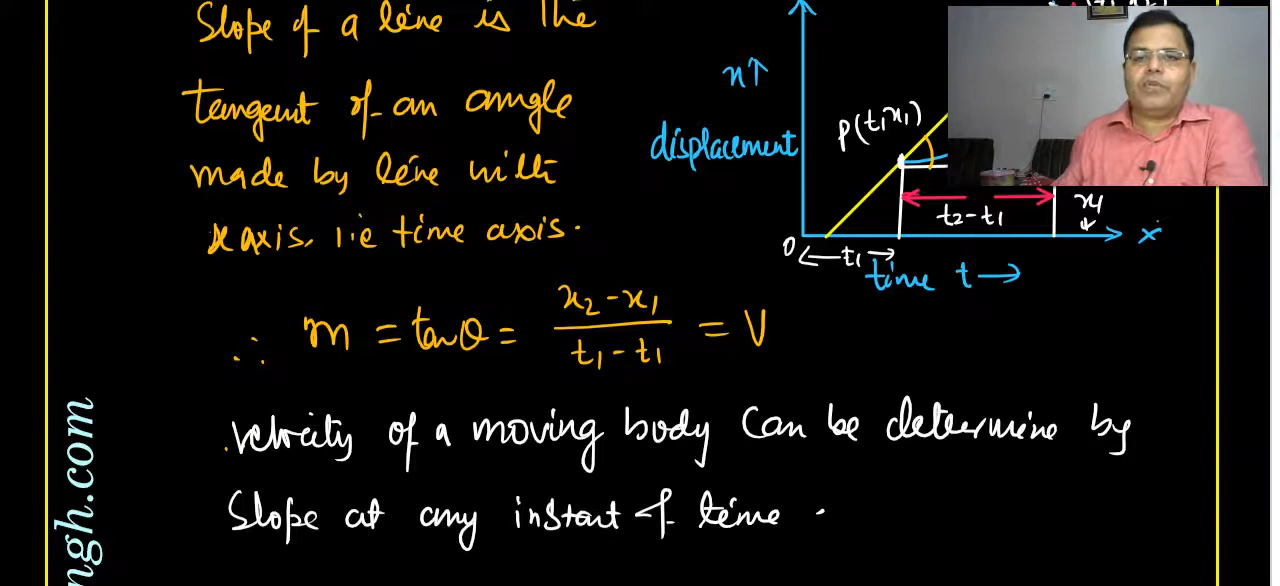 Slope of a line is the
tangent of an angle
made by line with
x axis. i.e time axis.
∴ m = tanθ = x2 - x1 / t1 - t1 = V
velocity of a moving body can be determine by
Slope at any instant of time.
x↑
displacement
P(t1x1)
t2-t1
x1
O
t1
x
time t→
ngh.com